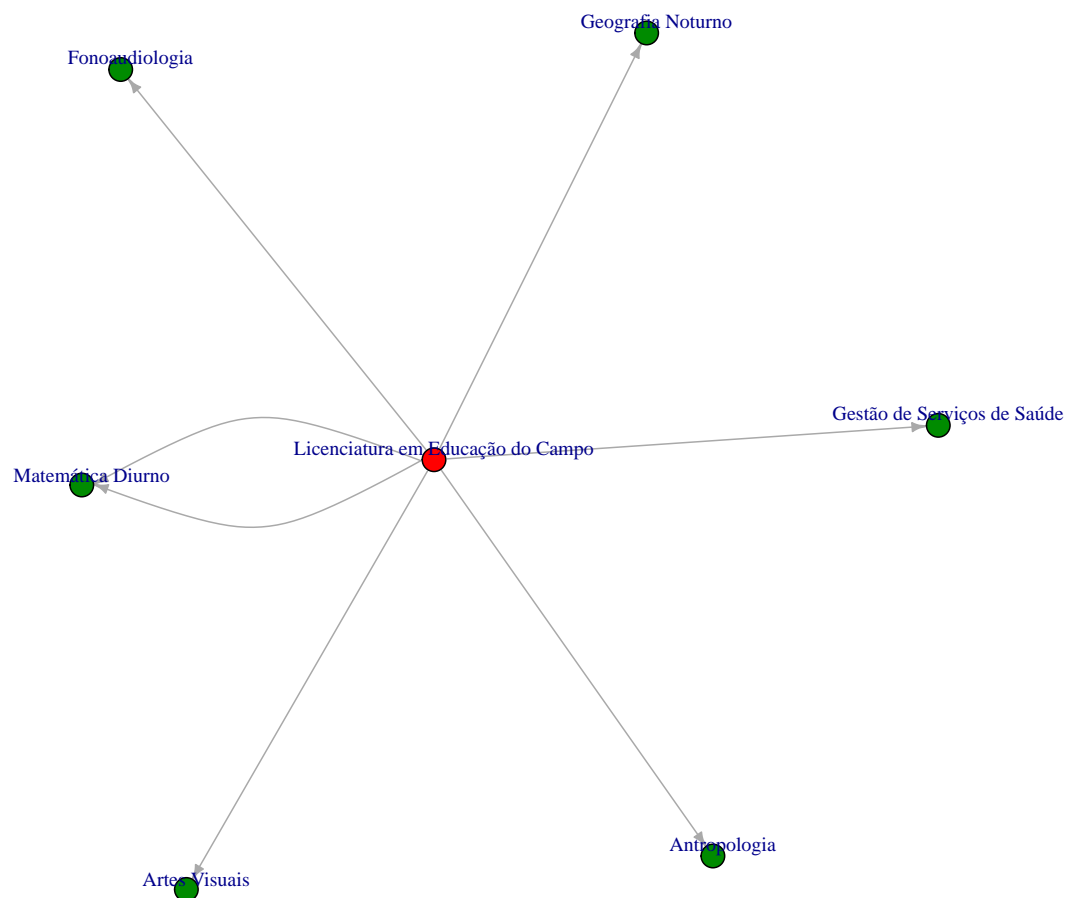 Geografia Noturno
Fonoaudiologia
Gestão de Serviços de Saúde
Licenciatura em Educação do Campo
Matemática Diurno
Antropologia
Artes Visuais